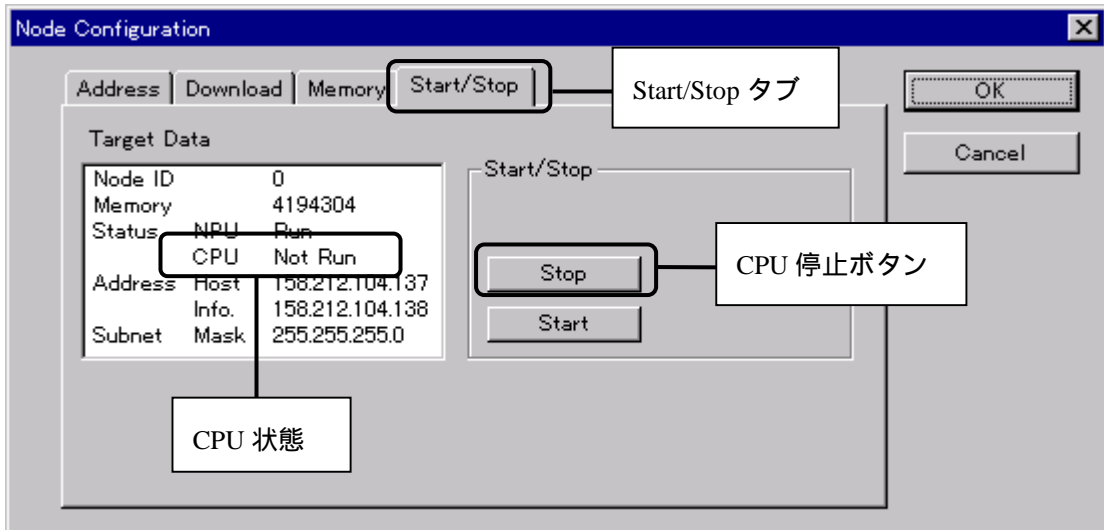 Node Configuration
Address Download Memory Start/Stop
Start/Stop タブ
OK
Cancel
Target Data
Node ID 0
Memory 4194304
Status NPU Run
CPU Not Run
Address Host 158.212.104.137
Info. 158.212.104.138
Subnet Mask 255.255.255.0
Start/Stop
Stop
Start
CPU 停止ボタン
CPU 状態